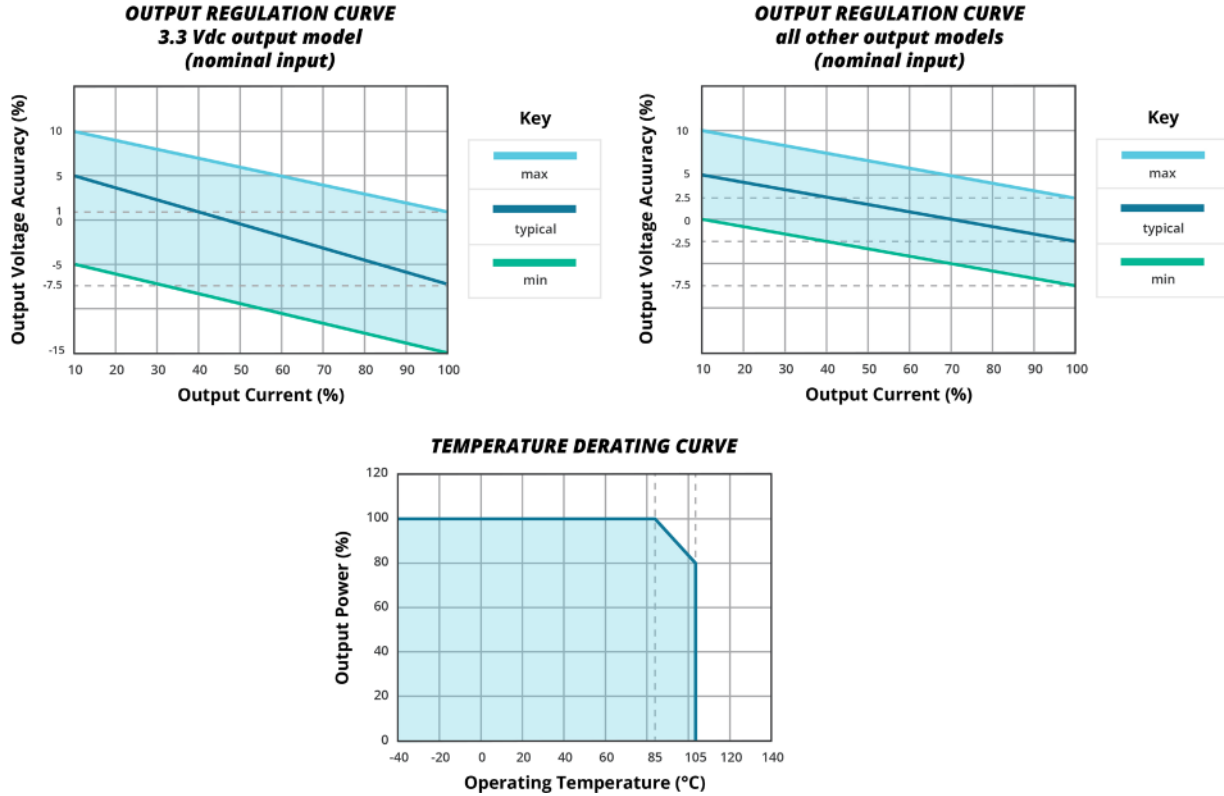 OUTPUT REGULATION CURVE
3.3 Vdc output model
(nominal input)
Output Voltage Acuuracy (%)
10
5
1
0
-5
-7.5
-15
10 20 30 40 50 60 70 80 90 100
Output Current (%)
Key
max
typical
min
OUTPUT REGULATION CURVE
all other output models
(nominal input)
Output Voltage Acuuracy (%)
10
5
2.5
0
-2.5
-7.5
10 20 30 40 50 60 70 80 90 100
Output Current (%)
Key
max
typical
min
TEMPERATURE DERATING CURVE
Output Power (%)
120
100
80
60
40
20
0
-40 -20 0 20 40 60 85 105 120 140
Operating Temperature (°C)